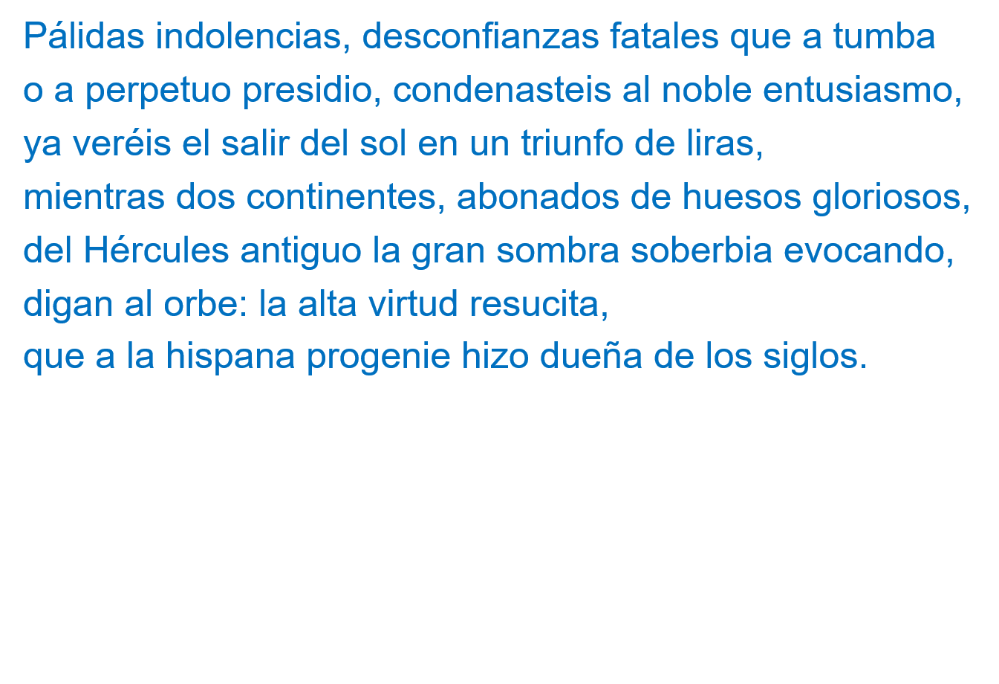 Pálidas indolencias, desconfianzas fatales que a tumba
o a perpetuo presidio, condenasteis al noble entusiasmo,
ya veréis el salir del sol en un triunfo de liras,
mientras dos continentes, abonados de huesos gloriosos,
del Hércules antiguo la gran sombra soberbia evocando,
digan al orbe: la alta virtud resucita,
que a la hispana progenie hizo dueña de los siglos.